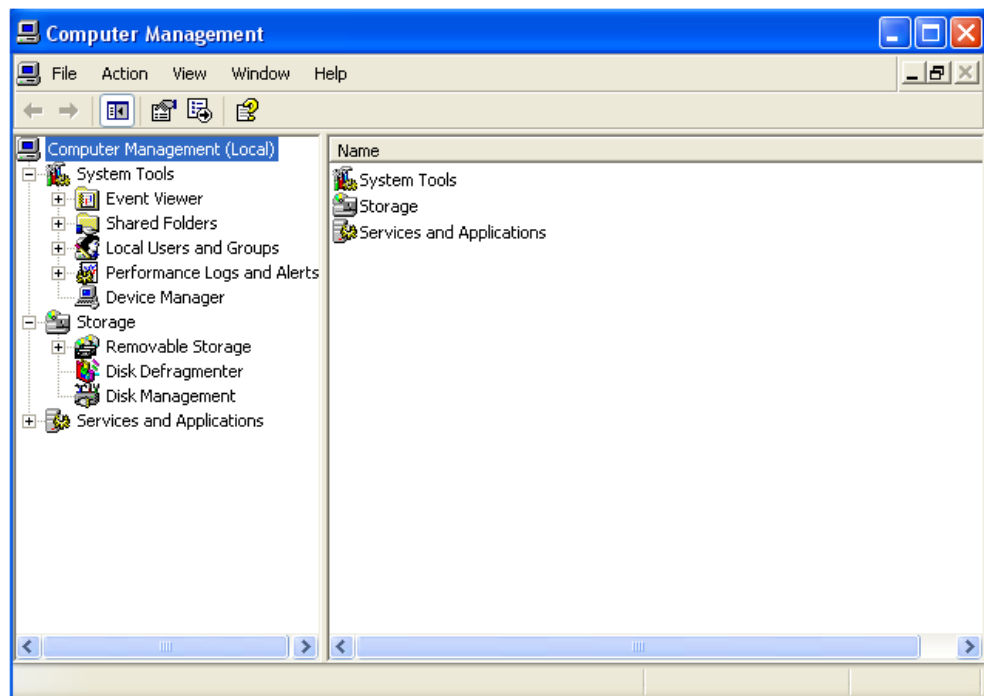 Computer Management
File Action View Window Help
Computer Management (Local)
System Tools
Event Viewer
Shared Folders
Local Users and Groups
Performance Logs and Alerts
Device Manager
Storage
Removable Storage
Disk Defragmenter
Disk Management
Services and Applications
Name
System Tools
Storage
Services and Applications